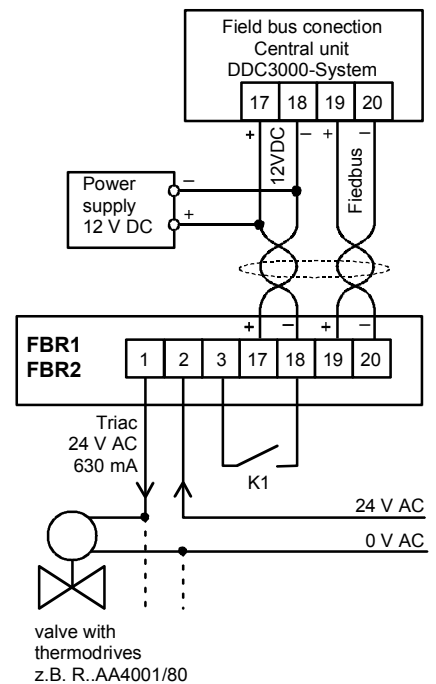 Field bus conection
Central unit
DDC3000-System
17 18 19 20
+ – + –
12VDC
Fiedbus
Power
supply
12 V DC
–
+
+ – + –
FBR1
FBR2
1 2 3 17 18 19 20
Triac
24 V AC
630 mA
K1
24 V AC
0 V AC
valve with
thermodrives
z.B. R..AA4001/80